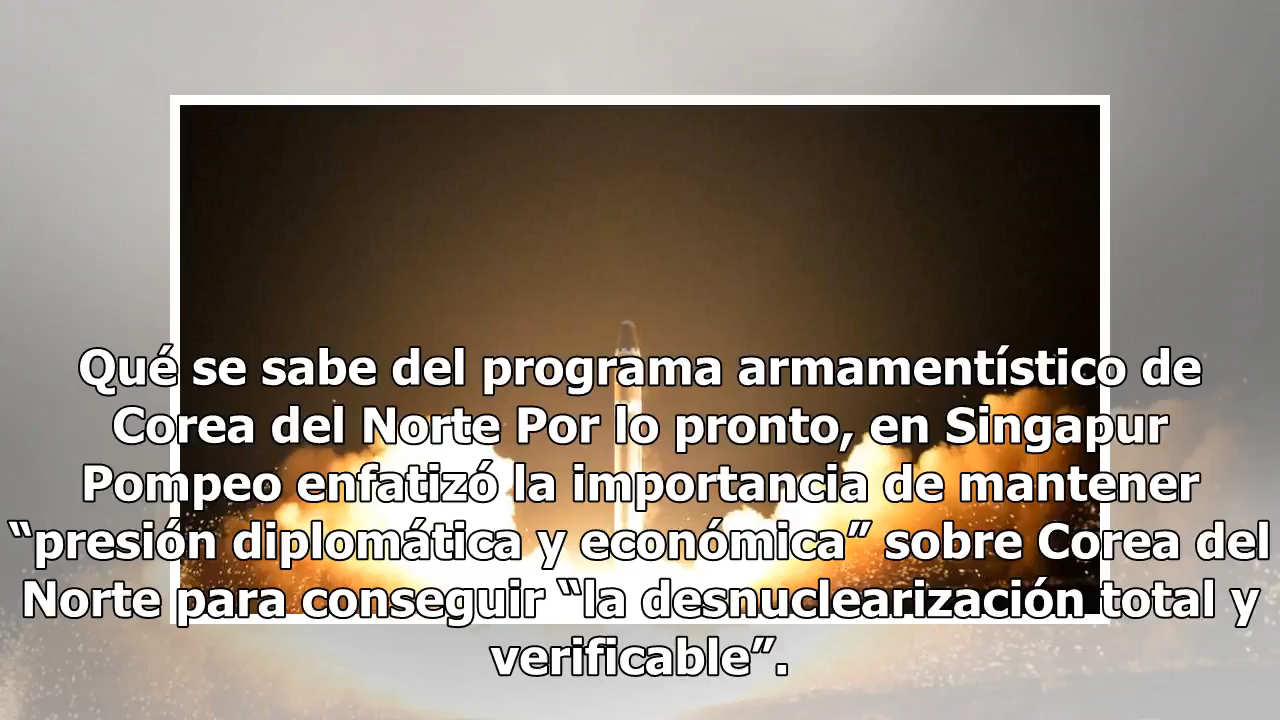 Qué se sabe del programa armamentístico de
Corea del Norte Por lo pronto, en Singapur
Pompeo enfatizó la importancia de mantener
“presión diplomática y económica” sobre Corea del
Norte para conseguir “la desnuclearización total y
verificable”.